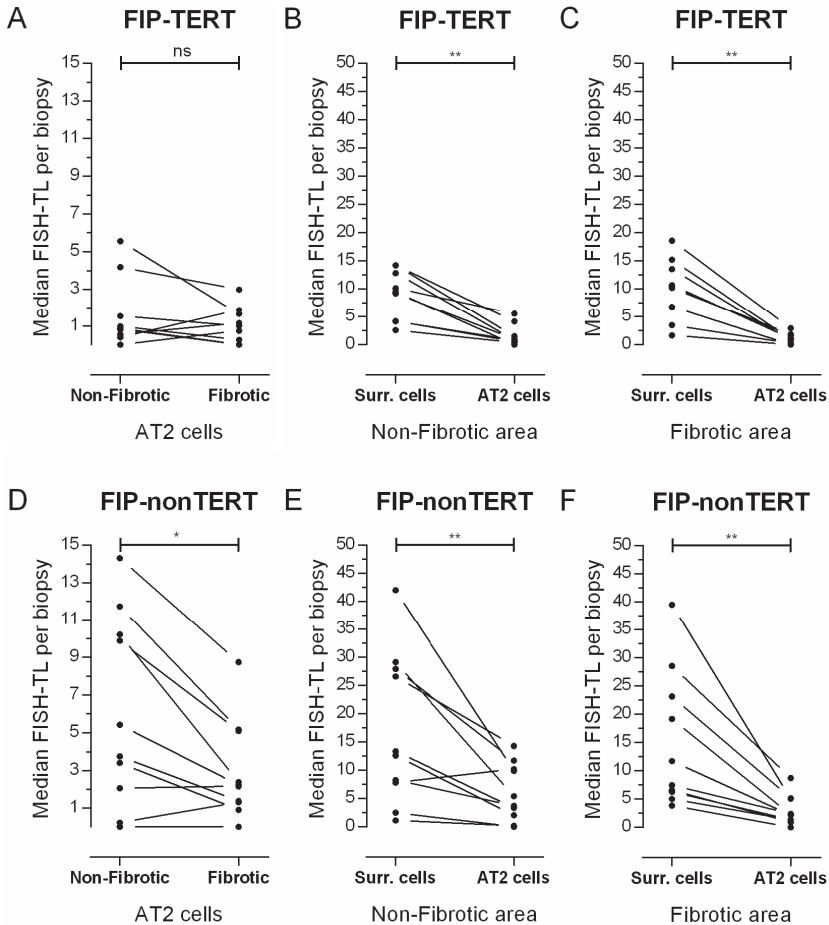 A FIP-TERT
ns
Median FISH-TL per biopsy
15
13
11
9
7
5
3
1
Non-Fibrotic Fibrotic
AT2 cells
B FIP-TERT
**
Median FISH-TL per biopsy
50
45
40
35
30
25
20
15
10
5
0
Surr. cells AT2 cells
Non-Fibrotic area
C FIP-TERT
**
Median FISH-TL per biopsy
50
45
40
35
30
25
20
15
10
5
0
Surr. cells AT2 cells
Fibrotic area
D FIP-nonTERT
*
Median FISH-TL per biopsy
15
13
11
9
7
5
3
1
Non-Fibrotic Fibrotic
AT2 cells
E FIP-nonTERT
**
Median FISH-TL per biopsy
50
45
40
35
30
25
20
15
10
5
0
Surr. cells AT2 cells
Non-Fibrotic area
F FIP-nonTERT
**
Median FISH-TL per biopsy
50
45
40
35
30
25
20
15
10
5
0
Surr. cells AT2 cells
Fibrotic area